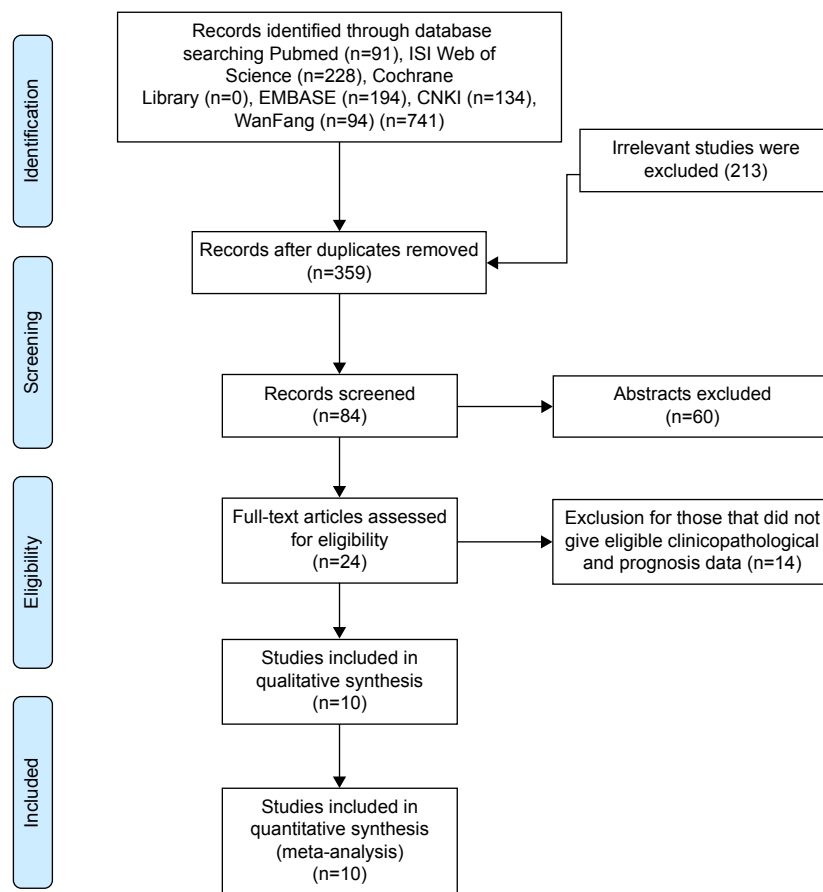 Identification
Records identified through database
searching Pubmed (n=91), ISI Web of
Science (n=228), Cochrane
Library (n=0), EMBASE (n=194), CNKI (n=134),
WanFang (n=94) (n=741)
Irrelevant studies were
excluded (213)
Records after duplicates removed
(n=359)
Screening
Records screened
(n=84)
Abstracts excluded
(n=60)
Eligibility
Full-text articles assessed
for eligibility
(n=24)
Exclusion for those that did not
give eligible clinicopathological
and prognosis data (n=14)
Studies included in
qualitative synthesis
(n=10)
Included
Studies included in
quantitative synthesis
(meta-analysis)
(n=10)